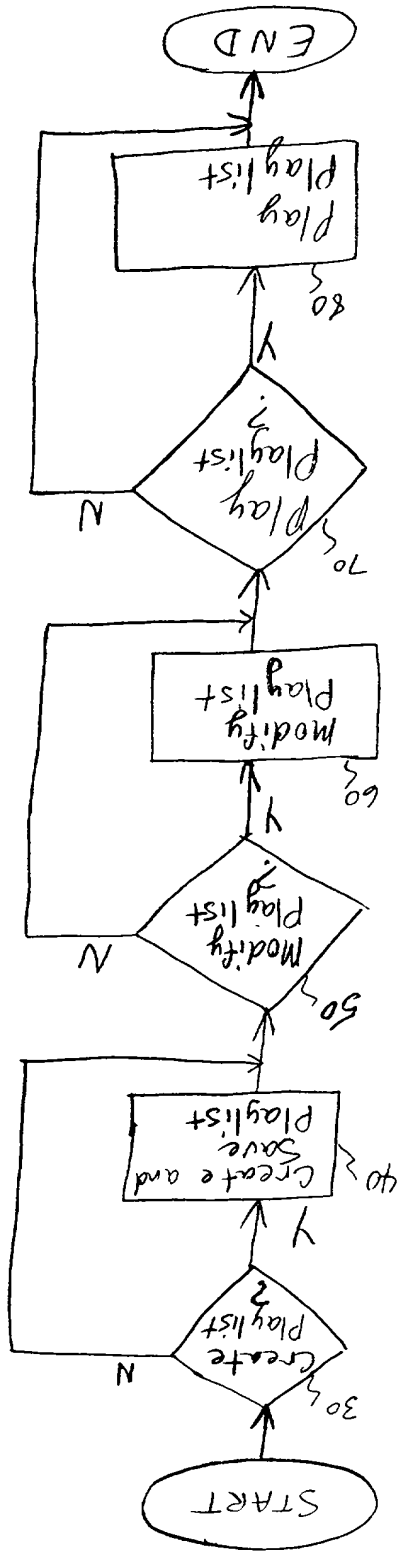 START
30
Create
Playlist
?
N
Y
40
Create and
Save
Playlist
50
Modify
Playlist
?
N
Y
60
Modify
Playlist
70
Play
Playlist
?
N
Y
80
Play
Playlist
END